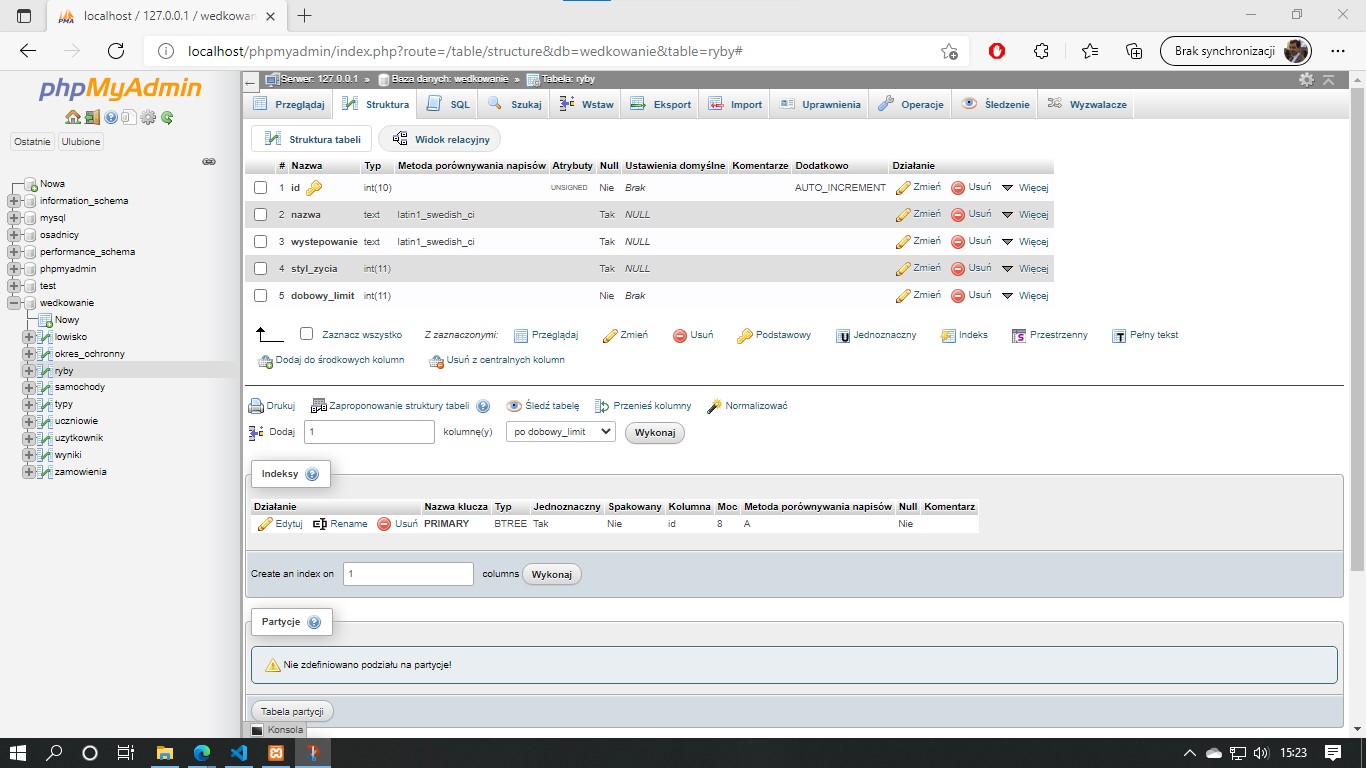 localhost / 127.0.0.1 / wedkowan
localhost/phpmyadmin/index.php?route=/table/structure&db=wedkowanie&table=ryby#
Brak synchronizacji
phpMyAdmin
Ostatnie Ulubione
Nowa
information_schema
mysql
osadnicy
performance_schema
phpmyadmin
test
wedkowanie
Nowy
lowisko
okres_ochronny
ryby
samochody
typy
uczniowie
uzytkownik
wyniki
zamowienia
Serwer: 127.0.0.1 » Baza danych: wedkowanie » Tabela: ryby
Przeglądaj Struktura SQL Szukaj Wstaw Eksport Import Uprawnienia Operacje Śledzenie Wyzwalacze
Struktura tabeli Widok relacyjny
# Nazwa Typ Metoda porównywania napisów Atrybuty Null Ustawienia domyślne Komentarze Dodatkowo Działanie
1 id int(10) UNSIGNED Nie Brak AUTO_INCREMENT Zmień Usuń Więcej
2 nazwa text latin1_swedish_ci Tak NULL Zmień Usuń Więcej
3 wystepowanie text latin1_swedish_ci Tak NULL Zmień Usuń Więcej
4 styl_zycia int(11) Tak NULL Zmień Usuń Więcej
5 dobowy_limit int(11) Nie Brak Zmień Usuń Więcej
Zaznacz wszystko Z zaznaczonymi: Przeglądaj Zmień Usuń Podstawowy Jednoznaczny Indeks Przestrzenny Pełny tekst
Dodaj do środkowych kolumn Usuń z centralnych kolumn
Drukuj Zaproponowanie struktury tabeli Śledź tabelę Przenieś kolumny Normalizować
Dodaj 1 kolumnę(y) po dobowy_limit Wykonaj
Indeksy
Działanie Nazwa klucza Typ Jednoznaczny Spakowany Kolumna Moc Metoda porównywania napisów Null Komentarz
Edytuj Rename Usuń PRIMARY BTREE Tak Nie id 8 A Nie
Create an index on 1 columns Wykonaj
Partycje
Nie zdefiniowano podziału na partycje!
Tabela partycji
Konsola
15:23